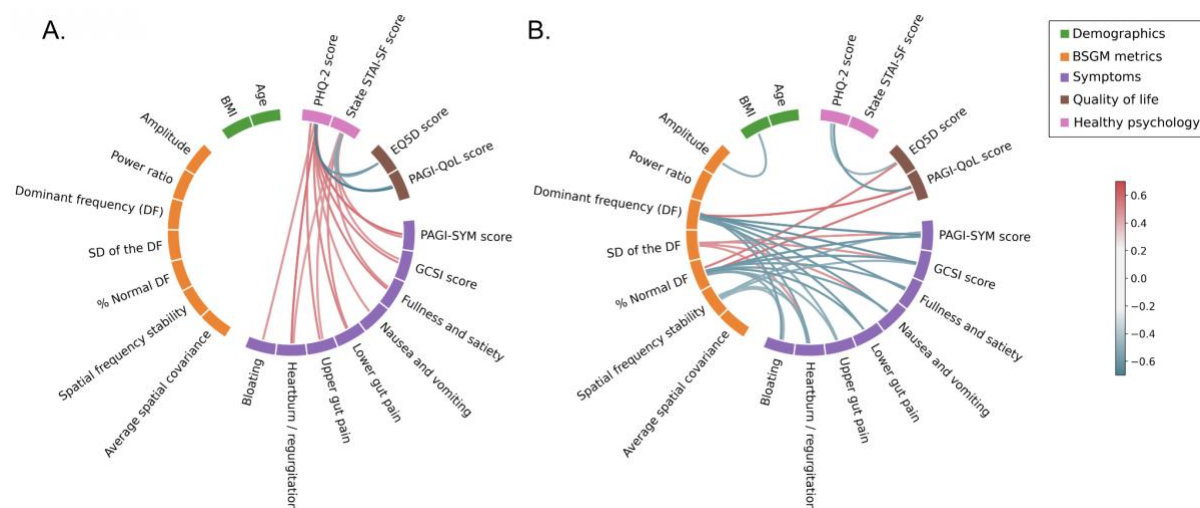 A.
PHQ-2 score
State STAI-SF score
EQ5D score
PAGI-QoL score
PAGI-SYM score
GCSI score
Fullness and satiety
Nausea and vomiting
Lower gut pain
Upper gut pain
Heartburn / regurgitation
Bloating
Average spatial covariance
Spatial frequency stability
% Normal DF
SD of the DF
Dominant frequency (DF)
Power ratio
Amplitude
BMI
Age
B.
PHQ-2 score
State STAI-SF score
EQ5D score
PAGI-QoL score
PAGI-SYM score
GCSI score
Fullness and satiety
Nausea and vomiting
Lower gut pain
Upper gut pain
Heartburn / regurgitation
Bloating
Average spatial covariance
Spatial frequency stability
% Normal DF
SD of the DF
Dominant frequency (DF)
Power ratio
Amplitude
BMI
Age
Demographics
BSGM metrics
Symptoms
Quality of life
Healthy psychology
0.6
0.4
0.2
0.0
−0.2
−0.4
−0.6